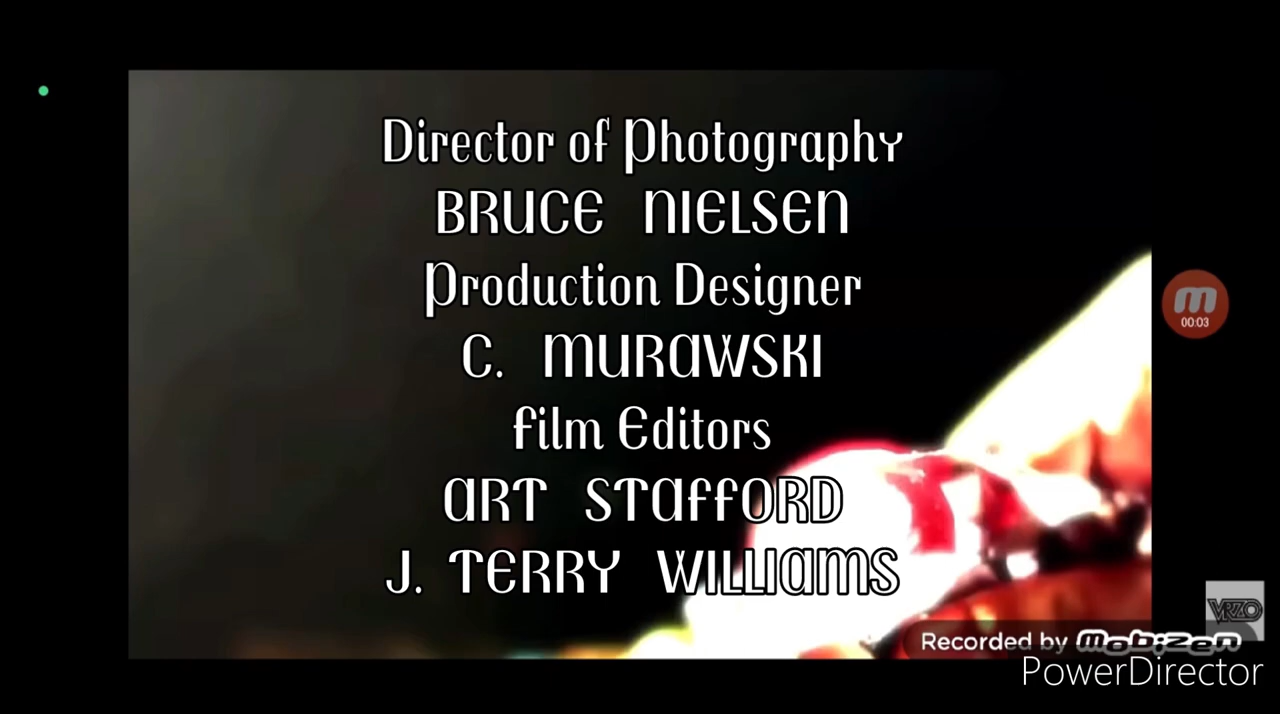 Director of Photography
BRUCE NIELSEN
Production Designer
C. MURAWSKI
Film Editors
ART STAFFORD
J. TERRY WILLIAMS
00:03
VRZO
Recorded by Mobizen
PowerDirector